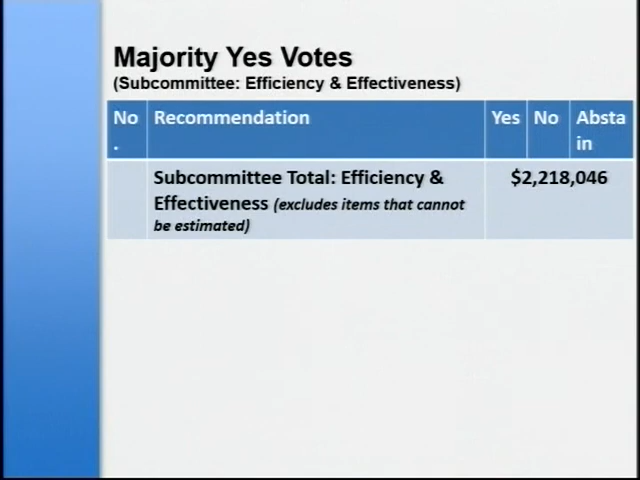 Majority Yes Votes
(Subcommittee: Efficiency & Effectiveness)
No Recommendation Yes No Absta
. in
Subcommittee Total: Efficiency & $2,218,046
Effectiveness (excludes items that cannot
be estimated)